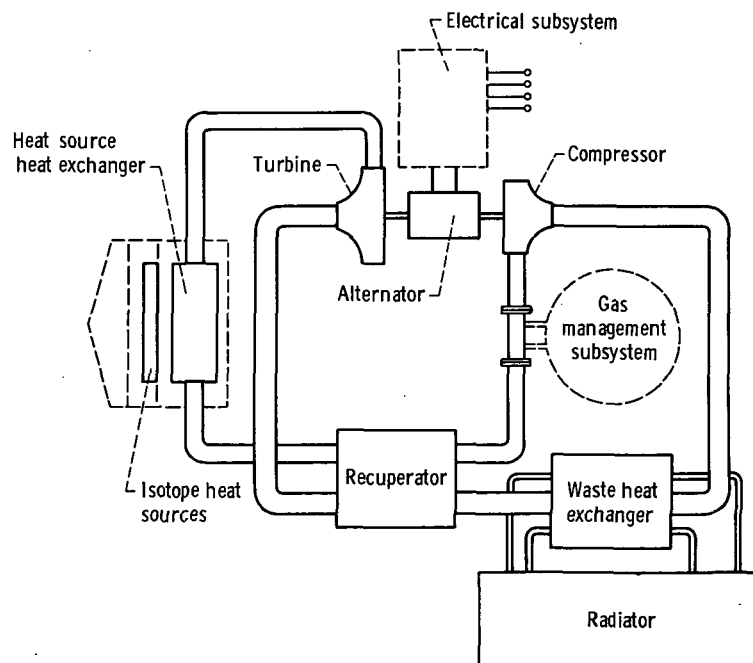 Electrical subsystem
Heat source
heat exchanger
Turbine
Compressor
Alternator
Gas
management
subsystem
Recuperator
Isotope heat
sources
Waste heat
exchanger
Radiator